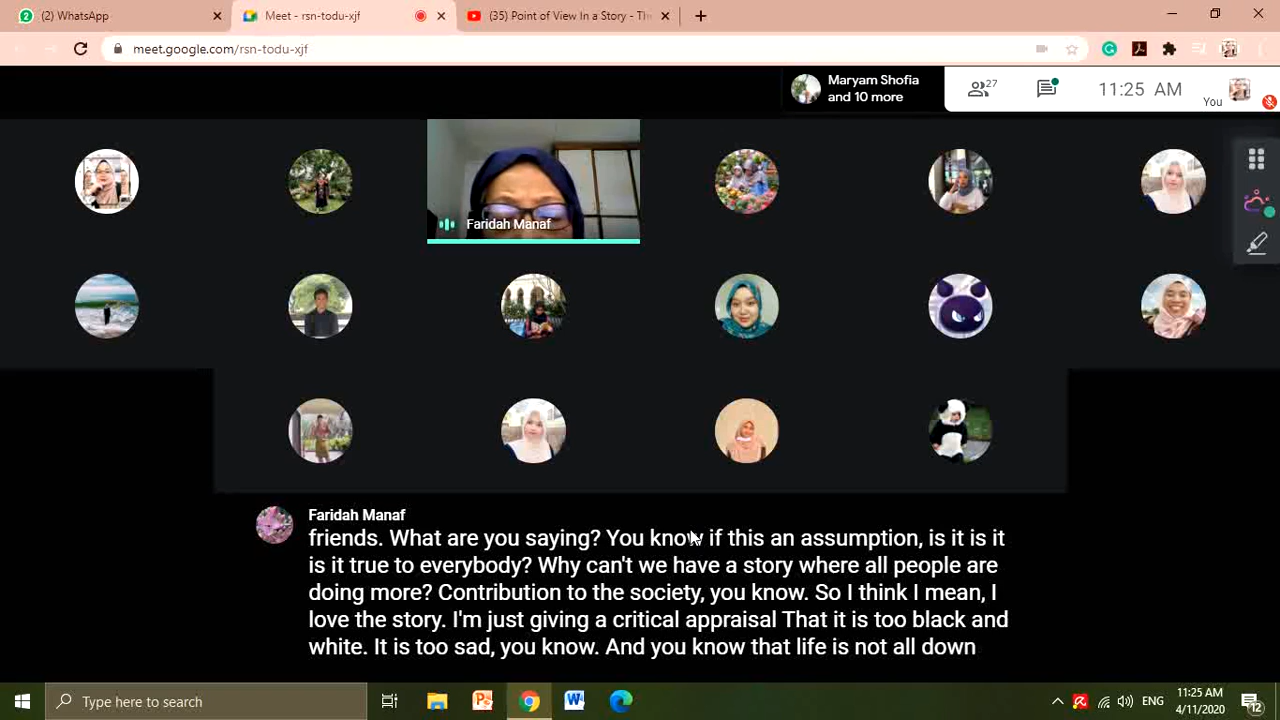 (2) WhatsApp
Meet - rsn-todu-xjf
(35) Point of View In a Story - Th
meet.google.com/rsn-todu-xjf
Maryam Shofia
and 10 more
27
11:25 AM
You
Faridah Manaf
Faridah Manaf
friends. What are you saying? You know if this an assumption, is it is it
is it true to everybody? Why can't we have a story where all people are
doing more? Contribution to the society, you know. So I think I mean, I
love the story. I'm just giving a critical appraisal That it is too black and
white. It is too sad, you know. And you know that life is not all down
Type here to search
ENG
11:25 AM
4/11/2020
12